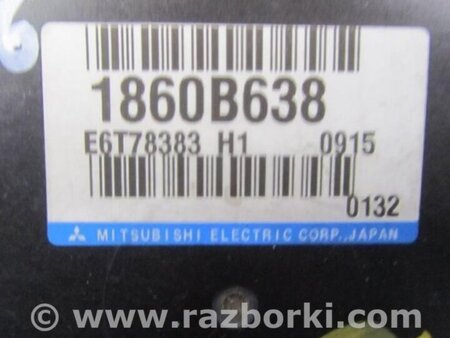 1860B638
E6T78383 H1 0915
0132
MITSUBISHI ELECTRIC CORP.,JAPAN
© www.razborki.com